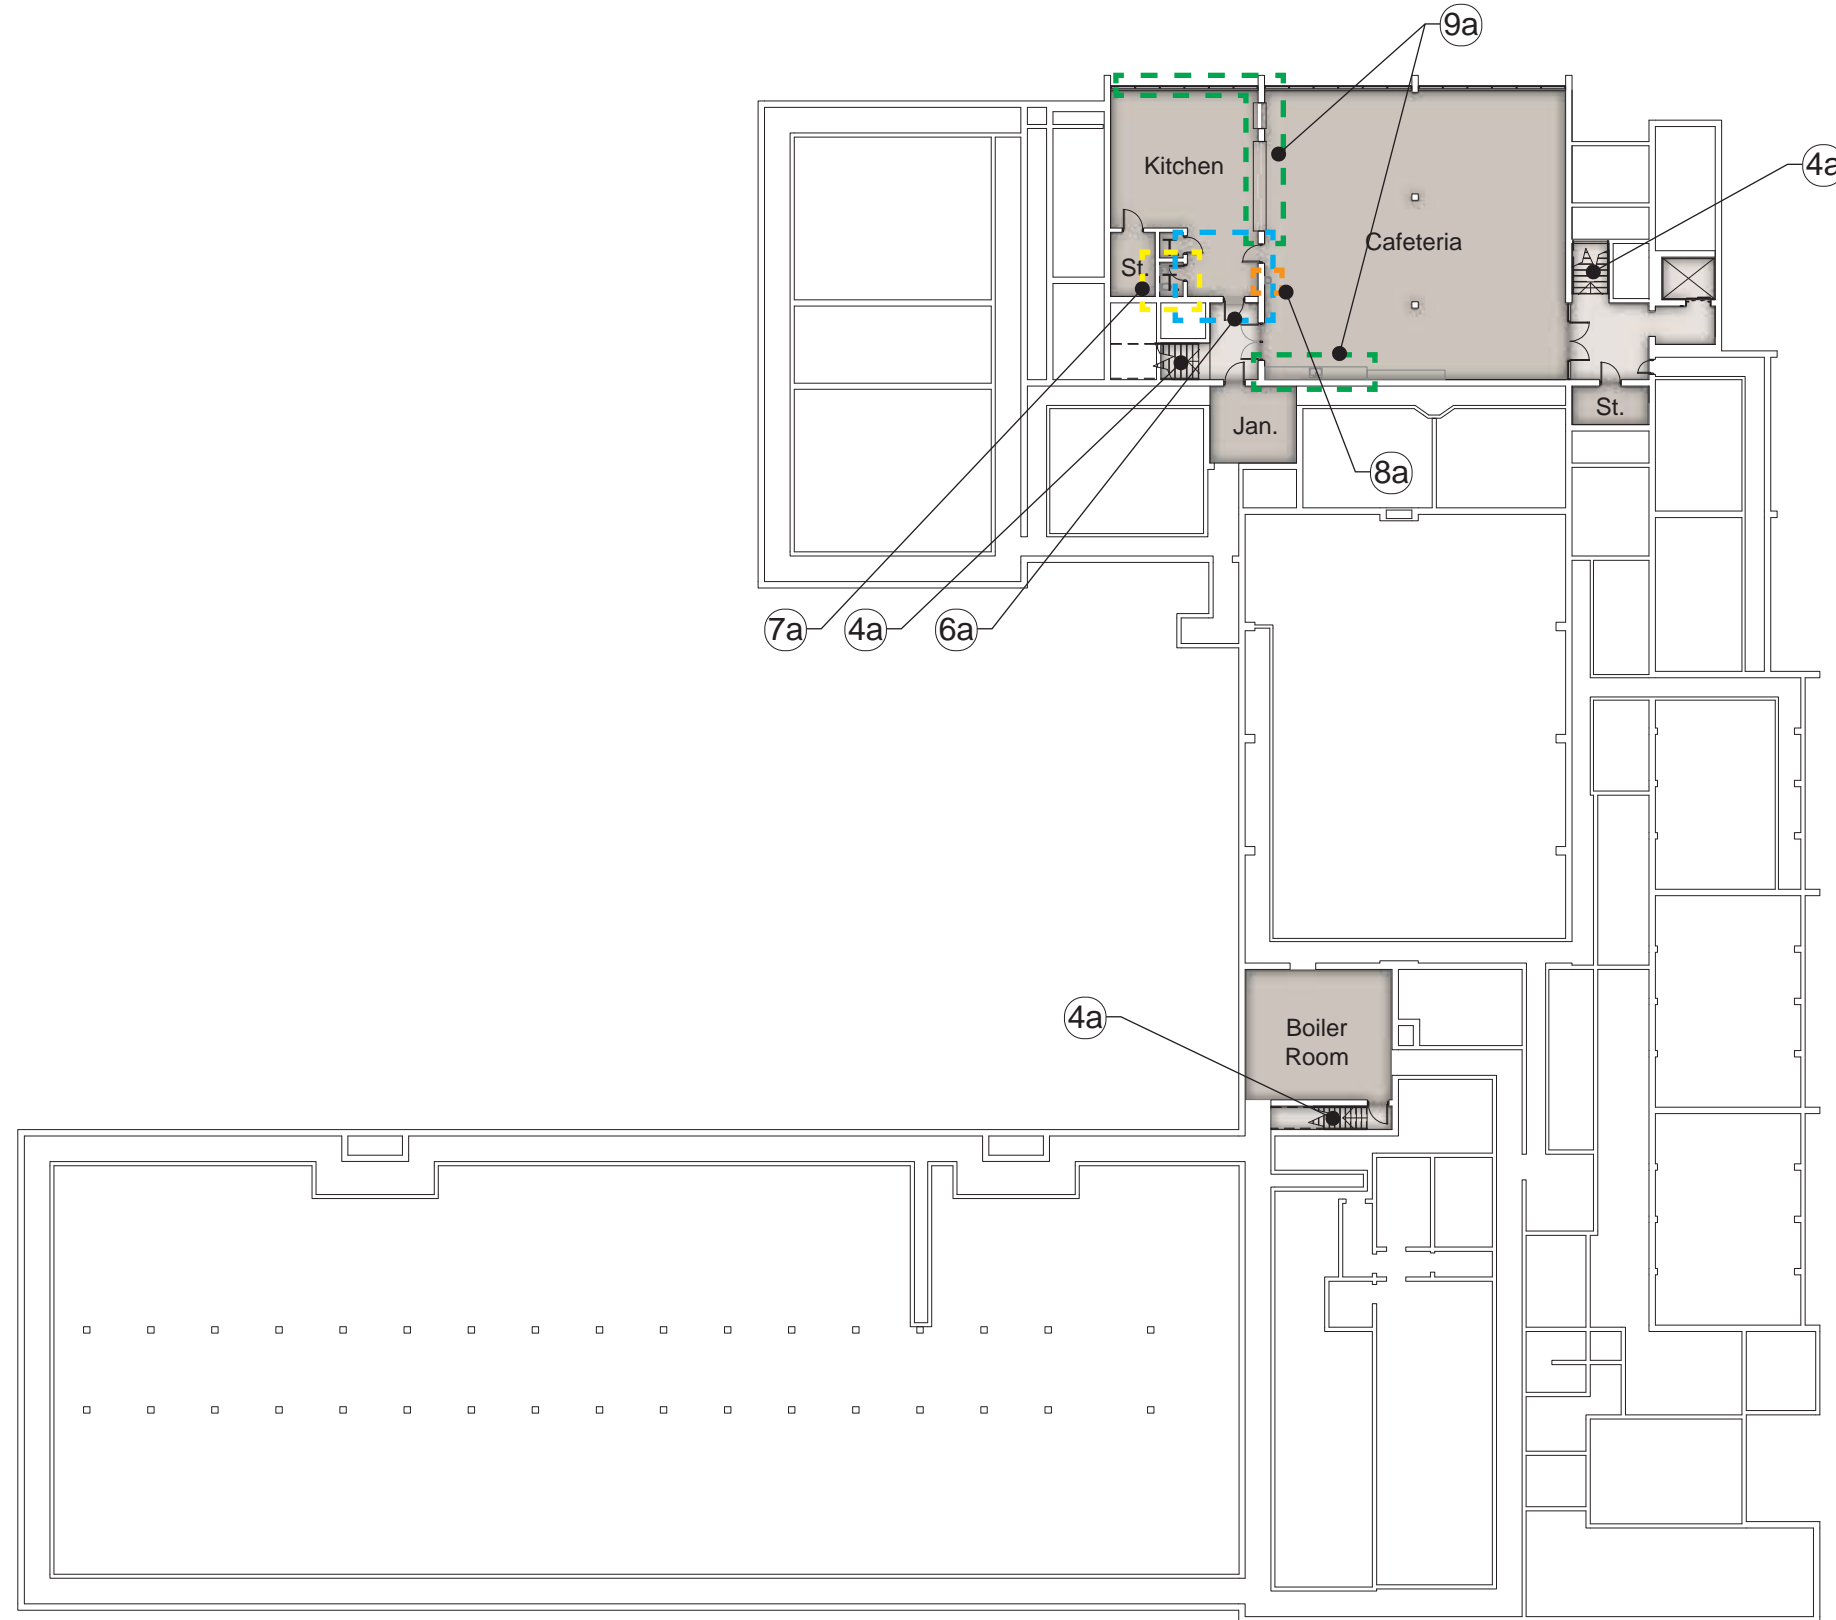 9a
Kitchen
4a
Cafeteria
St.
St.
Jan.
8a
7a
4a
6a
4a
Boiler
Room